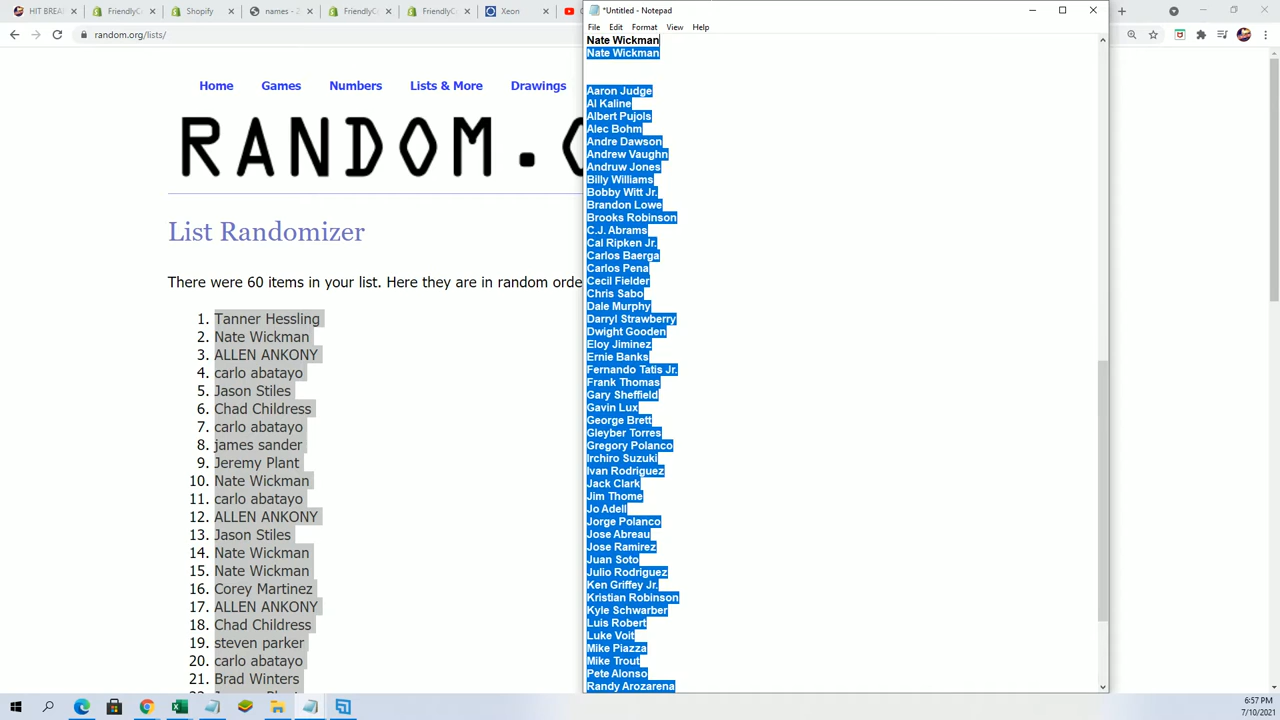 HIT BREAK
Shopify
names - 2
FriendlyC
FriendlyC
Xeon
*Untitled - Notepad
random.org/lists/
File Edit Format View Help
Home Games Numbers Lists & More Drawings
RANDOM.
List Randomizer
There were 60 items in your list. Here they are in random orde
1. Tanner Hessling
2. Nate Wickman
3. ALLEN ANKONY
4. carlo abatayo
5. Jason Stiles
6. Chad Childress
7. carlo abatayo
8. james sander
9. Jeremy Plant
10. Nate Wickman
11. carlo abatayo
12. ALLEN ANKONY
13. Jason Stiles
14. Nate Wickman
15. Nate Wickman
16. Corey Martinez
17. ALLEN ANKONY
18. Chad Childress
19. steven parker
20. carlo abatayo
21. Brad Winters
Nate Wickman
Nate Wickman
Aaron Judge
Al Kaline
Albert Pujols
Alec Bohm
Andre Dawson
Andrew Vaughn
Andruw Jones
Billy Williams
Bobby Witt Jr.
Brandon Lowe
Brooks Robinson
C.J. Abrams
Cal Ripken Jr.
Carlos Baerga
Carlos Pena
Cecil Fielder
Chris Sabo
Dale Murphy
Darryl Strawberry
Dwight Gooden
Eloy Jiminez
Ernie Banks
Fernando Tatis Jr.
Frank Thomas
Gary Sheffield
Gavin Lux
George Brett
Gleyber Torres
Gregory Polanco
Irchiro Suzuki
Ivan Rodriguez
Jack Clark
Jim Thome
Jo Adell
Jorge Polanco
Jose Abreau
Jose Ramirez
Juan Soto
Julio Rodriguez
Ken Griffey Jr.
Kristian Robinson
Kyle Schwarber
Luis Robert
Luke Voit
Mike Piazza
Mike Trout
Pete Alonso
Randy Arozarena
6:57 PM
7/10/2021